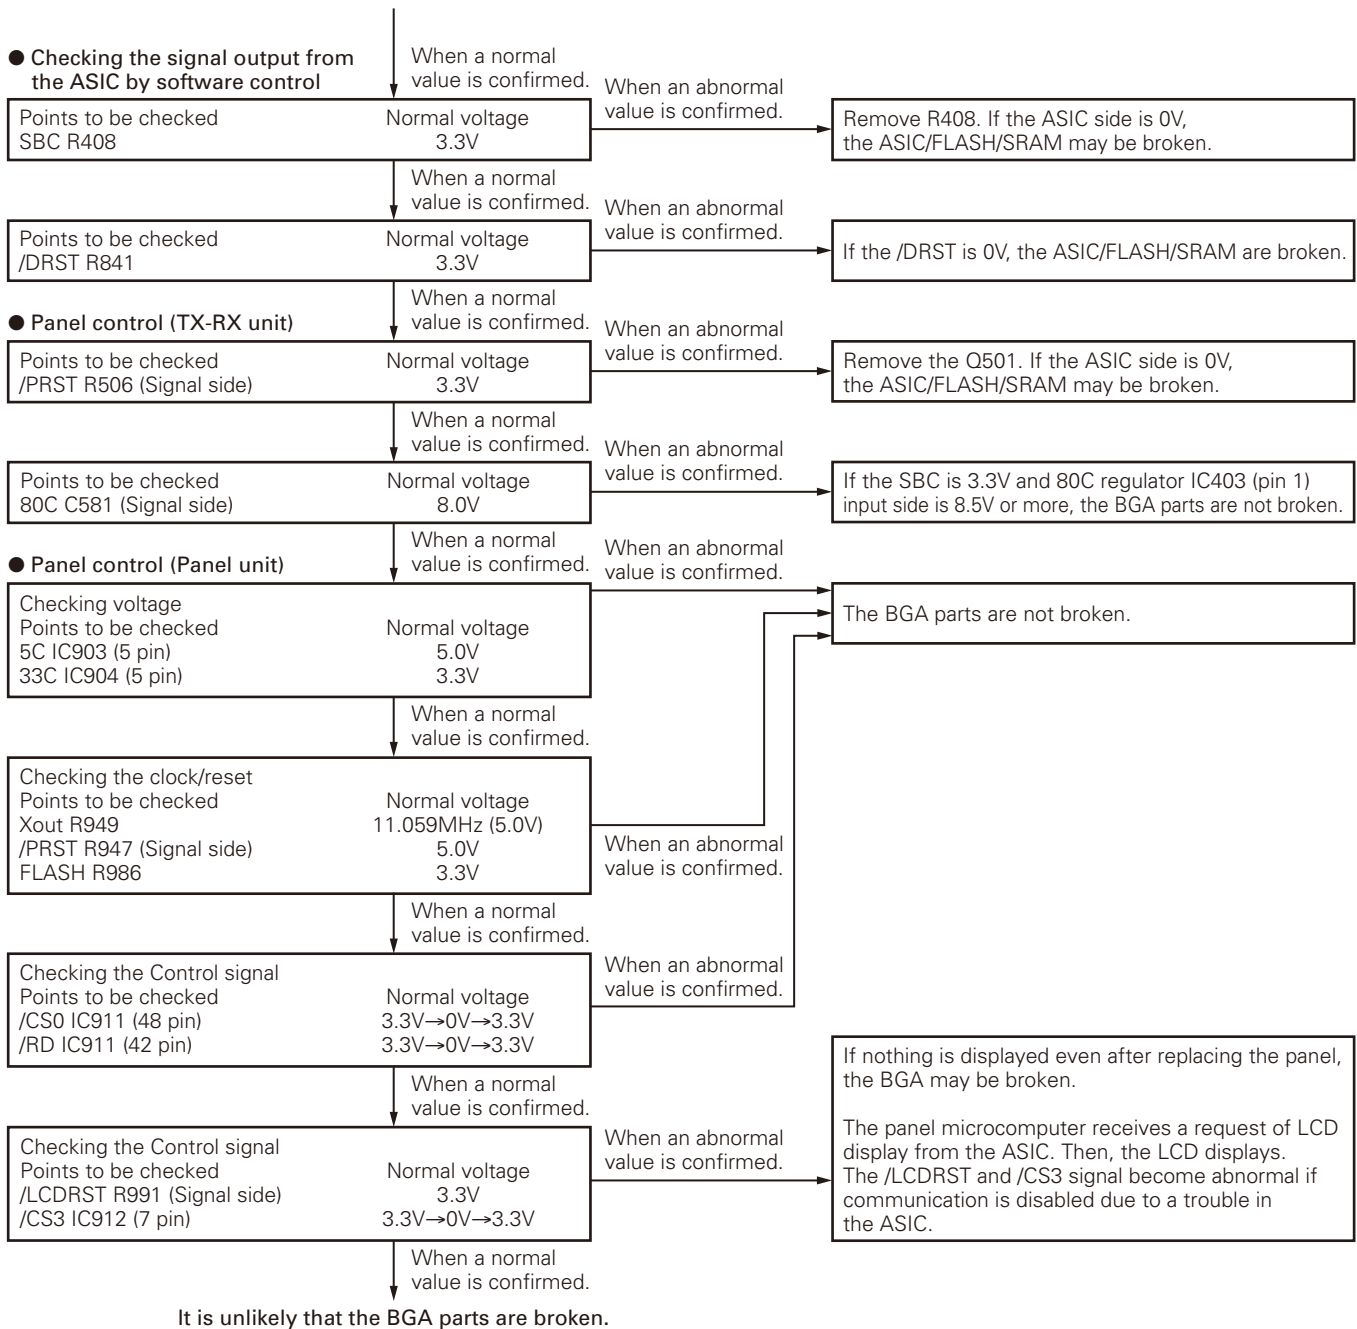 When a normal
value is confirmed.
● Checking the signal output from
the ASIC by software control
When an abnormal
value is confirmed.
Points to be checked Normal voltage
SBC R408 3.3V
Remove R408. If the ASIC side is 0V,
the ASIC/FLASH/SRAM may be broken.
When a normal
value is confirmed.
When an abnormal
value is confirmed.
Points to be checked Normal voltage
/DRST R841 3.3V
If the /DRST is 0V, the ASIC/FLASH/SRAM are broken.
When a normal
value is confirmed.
● Panel control (TX-RX unit)
When an abnormal
value is confirmed.
Points to be checked Normal voltage
/PRST R506 (Signal side) 3.3V
Remove the Q501. If the ASIC side is 0V,
the ASIC/FLASH/SRAM may be broken.
When a normal
value is confirmed.
When an abnormal
value is confirmed.
Points to be checked Normal voltage
80C C581 (Signal side) 8.0V
If the SBC is 3.3V and 80C regulator IC403 (pin 1)
input side is 8.5V or more, the BGA parts are not broken.
When a normal
value is confirmed.
● Panel control (Panel unit)
When an abnormal
value is confirmed.
Checking voltage
Points to be checked Normal voltage
5C IC903 (5 pin) 5.0V
33C IC904 (5 pin) 3.3V
The BGA parts are not broken.
When a normal
value is confirmed.
Checking the clock/reset
Points to be checked Normal voltage
Xout R949 11.059MHz (5.0V)
/PRST R947 (Signal side) 5.0V
FLASH R986 3.3V
When an abnormal
value is confirmed.
When a normal
value is confirmed.
When an abnormal
value is confirmed.
Checking the Control signal
Points to be checked Normal voltage
/CS0 IC911 (48 pin) 3.3V→0V→3.3V
/RD IC911 (42 pin) 3.3V→0V→3.3V
When a normal
value is confirmed.
When an abnormal
value is confirmed.
Checking the Control signal
Points to be checked Normal voltage
/LCDRST R991 (Signal side) 3.3V
/CS3 IC912 (7 pin) 3.3V→0V→3.3V
If nothing is displayed even after replacing the panel,
the BGA may be broken.
The panel microcomputer receives a request of LCD
display from the ASIC. Then, the LCD displays.
The /LCDRST and /CS3 signal become abnormal if
communication is disabled due to a trouble in
the ASIC.
When a normal
value is confirmed.
It is unlikely that the BGA parts are broken.